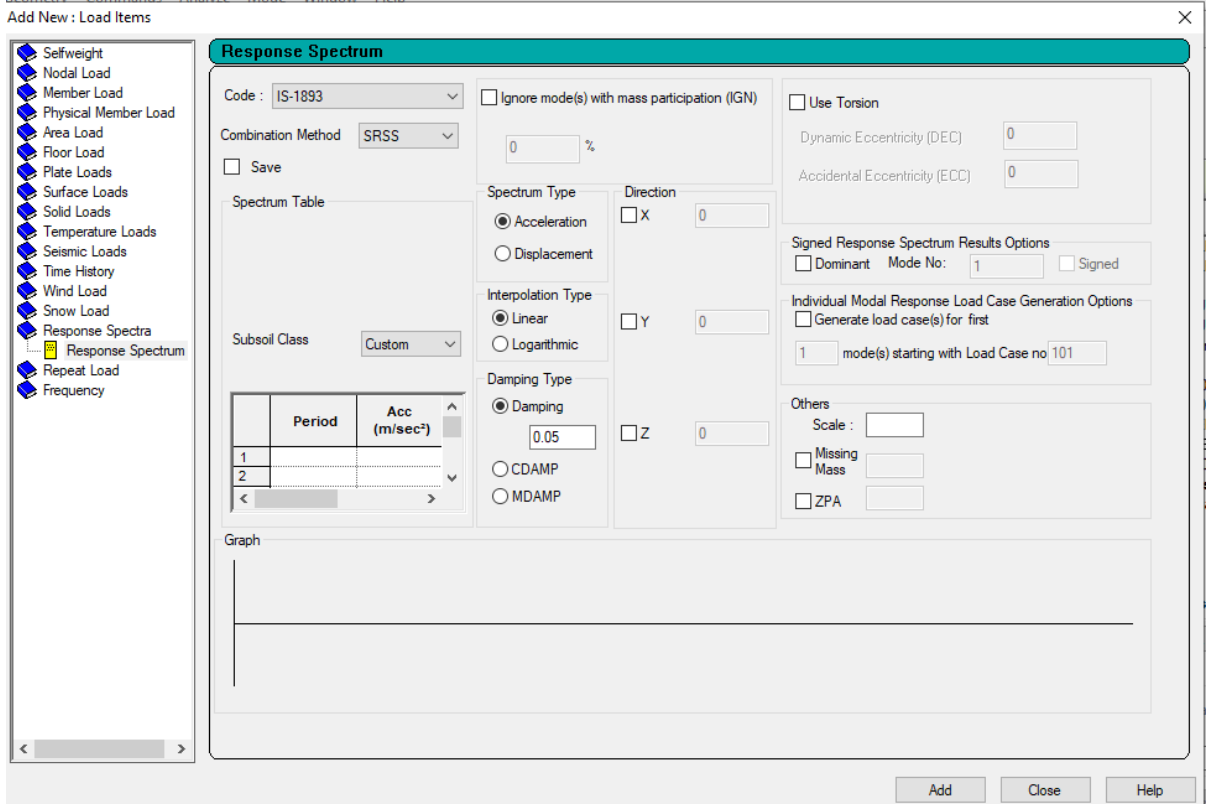 Add New : Load Items
Selfweight
Nodal Load
Member Load
Physical Member Load
Area Load
Floor Load
Plate Loads
Surface Loads
Solid Loads
Temperature Loads
Seismic Loads
Time History
Wind Load
Snow Load
Response Spectra
Response Spectrum
Repeat Load
Frequency
Response Spectrum
Code : IS-1893
Combination Method SRSS
Save
Spectrum Table
Subsoil Class Custom
Period Acc (m/sec²)
1
2
Ignore mode(s) with mass participation (IGN)
0 %
Spectrum Type
Acceleration
Displacement
Interpolation Type
Linear
Logarithmic
Damping Type
Damping
0.05
CDAMP
MDAMP
Direction
X 0
Y 0
Z 0
Use Torsion
Dynamic Eccentricity (DEC) 0
Accidental Eccentricity (ECC) 0
Signed Response Spectrum Results Options
Dominant Mode No: 1 Signed
Individual Modal Response Load Case Generation Options
Generate load case(s) for first
1 mode(s) starting with Load Case no 101
Others
Scale :
Missing
Mass
ZPA
Graph
Add Close Help